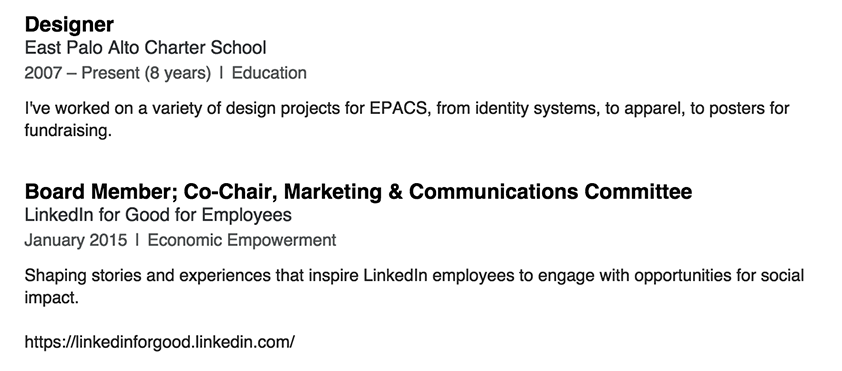 Designer
East Palo Alto Charter School
2007 – Present (8 years) | Education
I've worked on a variety of design projects for EPACS, from identity systems, to apparel, to posters for
fundraising.
Board Member; Co-Chair, Marketing & Communications Committee
LinkedIn for Good for Employees
January 2015 | Economic Empowerment
Shaping stories and experiences that inspire LinkedIn employees to engage with opportunities for social
impact.
https://linkedinforgood.linkedin.com/